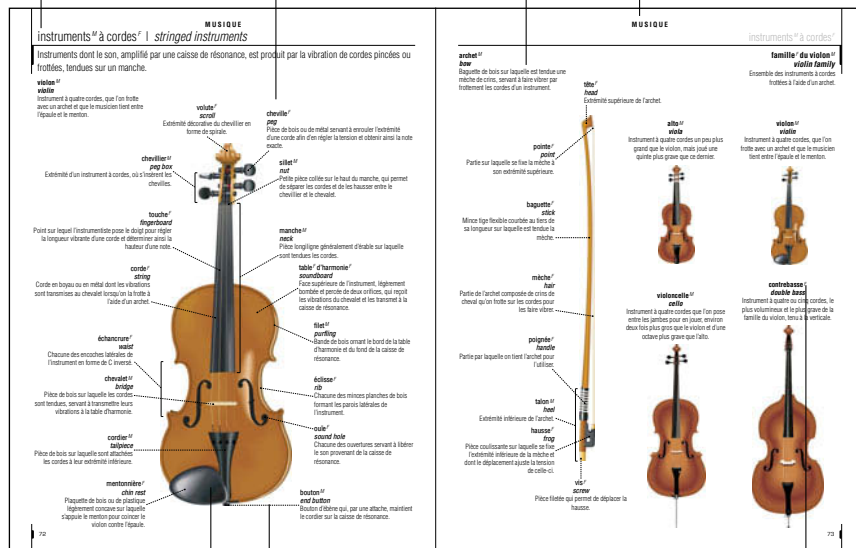 MUSIQUE
instruments M à cordes F | stringed instruments
Instruments dont le son, amplifié par une caisse de résonance, est produit par la vibration de cordes pincées ou
frottées, tendues sur un manche.
violon M
violin
Instrument à quatre cordes, que l'on frotte
avec un archet et que le musicien tient entre
l'épaule et le menton.
volute F
scroll
Extrémité décorative du chevillier en
forme de spirale.
cheville F
peg
Pièce de bois ou de métal servant à enrouler l'extrémité
d'une corde afin d'en régler la tension et obtenir ainsi la note
exacte.
chevillier M
peg box
Extrémité d'un instrument à cordes, où s'insèrent les
chevilles.
sillet M
nut
Petite pièce collée sur le haut du manche, qui permet
de séparer les cordes et de les hausser entre le
chevillier et le chevalet.
touche F
fingerboard
Point sur lequel l'instrumentiste pose le doigt pour régler
la longueur vibrante d'une corde et déterminer ainsi la
hauteur d'une note.
manche M
neck
Pièce longiligne généralement d'érable sur laquelle
sont tendues les cordes.
corde F
string
Corde en boyau ou en métal dont les vibrations
sont transmises au chevalet lorsqu'on la frotte à
l'aide d'un archet.
table F d'harmonie F
soundboard
Face supérieure de l'instrument, légèrement
bombée et percée de deux orifices, qui reçoit
les vibrations du chevalet et les transmet à la
caisse de résonance.
filet M
purfling
Bande de bois ornant le bord de la table
d'harmonie et du fond de la caisse de
résonance.
échancrure F
waist
Chacune des encoches latérales de
l'instrument en forme de C inversé.
chevalet M
bridge
Pièce de bois sur laquelle les cordes
sont tendues, servant à transmettre leurs
vibrations à la table d'harmonie.
éclisse F
rib
Chacune des minces planches de bois
formant les parois latérales de
l'instrument.
cordier M
tailpiece
Pièce de bois sur laquelle sont attachées
les cordes à leur extrémité inférieure.
ouïe F
sound hole
Chacune des ouvertures servant à libérer
le son provenant de la caisse de
résonance.
mentonnière F
chin rest
Plaquette de bois ou de plastique
légèrement concave sur laquelle
s'appuie le menton pour coincer le
violon contre l'épaule.
bouton M
end button
Bouton d'ébène qui, par une attache, maintient
le cordier sur la caisse de résonance.
72
MUSIQUE
instruments M à cordes F
archet M
bow
Baguette de bois sur laquelle est tendue une
mèche de crins, servant à faire vibrer par
frottement les cordes d'un instrument.
tête F
head
Extrémité supérieure de l'archet.
pointe F
point
Partie sur laquelle se fixe la mèche à
son extrémité supérieure.
baguette F
stick
Mince tige flexible courbée au tiers de
sa longueur sur laquelle est tendue la
mèche.
mèche F
hair
Partie de l'archet composée de crins de
cheval qu'on frotte sur les cordes pour
les faire vibrer.
poignée F
handle
Partie par laquelle on tient l'archet pour
l'utiliser.
talon M
heel
Extrémité inférieure de l'archet.
hausse F
frog
Pièce coulissante sur laquelle se fixe
l'extrémité inférieure de la mèche et
dont le déplacement ajuste la tension
de celle-ci.
vis F
screw
Pièce filetée qui permet de déplacer la
hausse.
famille F du violon M
violin family
Ensemble des instruments à cordes
frottées à l'aide d'un archet.
alto M
viola
Instrument à quatre cordes un peu plus
grand que le violon, mais joué une
quinte plus grave que ce dernier.
violon M
violin
Instrument à quatre cordes, que l'on
frotte avec un archet et que le musicien
tient entre l'épaule et le menton.
violoncelle M
cello
Instrument à quatre cordes que l'on pose
entre les jambes pour en jouer, environ
deux fois plus gros que le violon et d'une
octave plus grave que l'alto.
contrebasse F
double bass
Instrument à quatre ou cinq cordes, le
plus volumineux et le plus grave de la
famille du violon, tenu à la verticale.
73